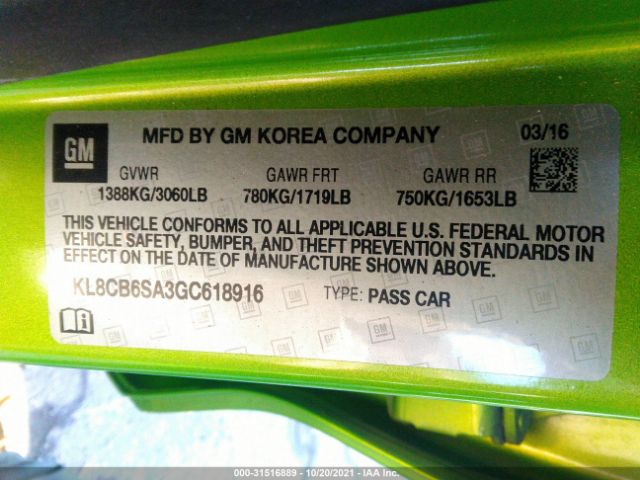 GM
MFD BY GM KOREA COMPANY 03/16
GVWR GAWR FRT GAWR RR
1388KG/3060LB 780KG/1719LB 750KG/1653LB
THIS VEHICLE CONFORMS TO ALL APPLICABLE U.S. FEDERAL MOTOR
VEHICLE SAFETY, BUMPER, AND THEFT PREVENTION STANDARDS IN
EFFECT ON THE DATE OF MANUFACTURE SHOWN ABOVE.
KL8CB6SA3GC618916 TYPE: PASS CAR
000-31516889 - 10/20/2021 - IAA Inc.